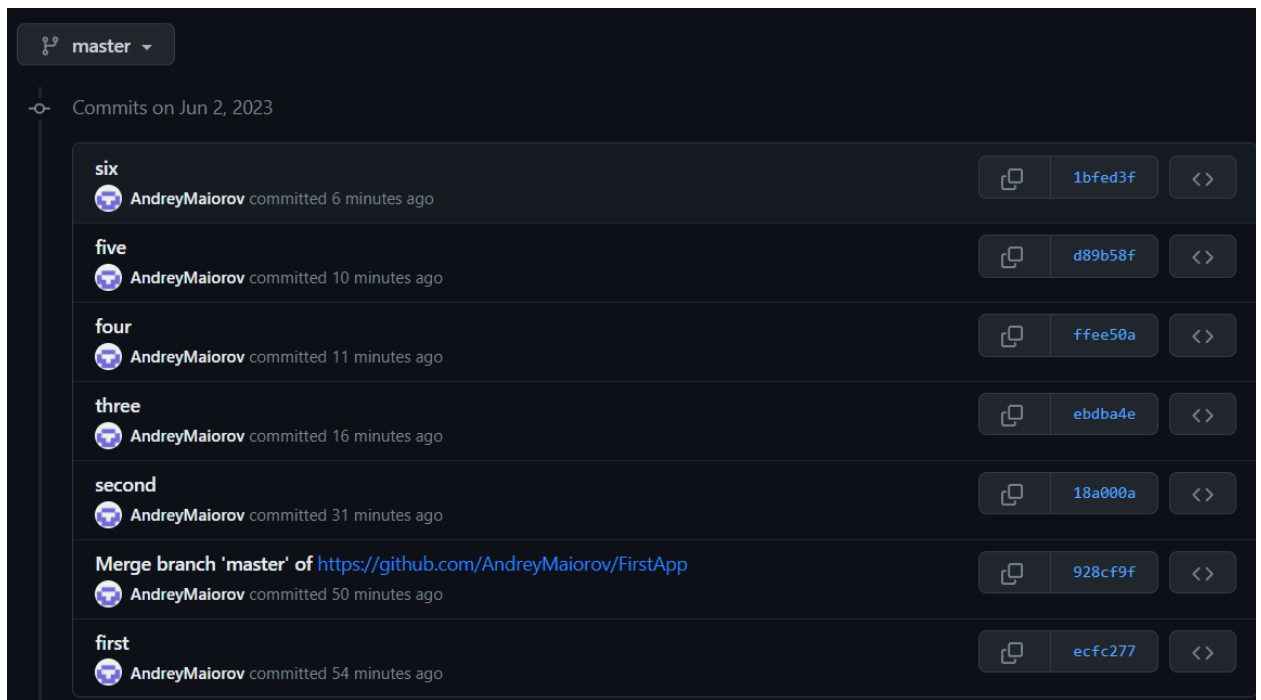 master
Commits on Jun 2, 2023
six
AndreyMaiorov committed 6 minutes ago
1bfed3f
five
AndreyMaiorov committed 10 minutes ago
d89b58f
four
AndreyMaiorov committed 11 minutes ago
ffee50a
three
AndreyMaiorov committed 16 minutes ago
ebdba4e
second
AndreyMaiorov committed 31 minutes ago
18a000a
Merge branch 'master' of https://github.com/AndreyMaiorov/FirstApp
AndreyMaiorov committed 50 minutes ago
928cf9f
first
AndreyMaiorov committed 54 minutes ago
ecfc277